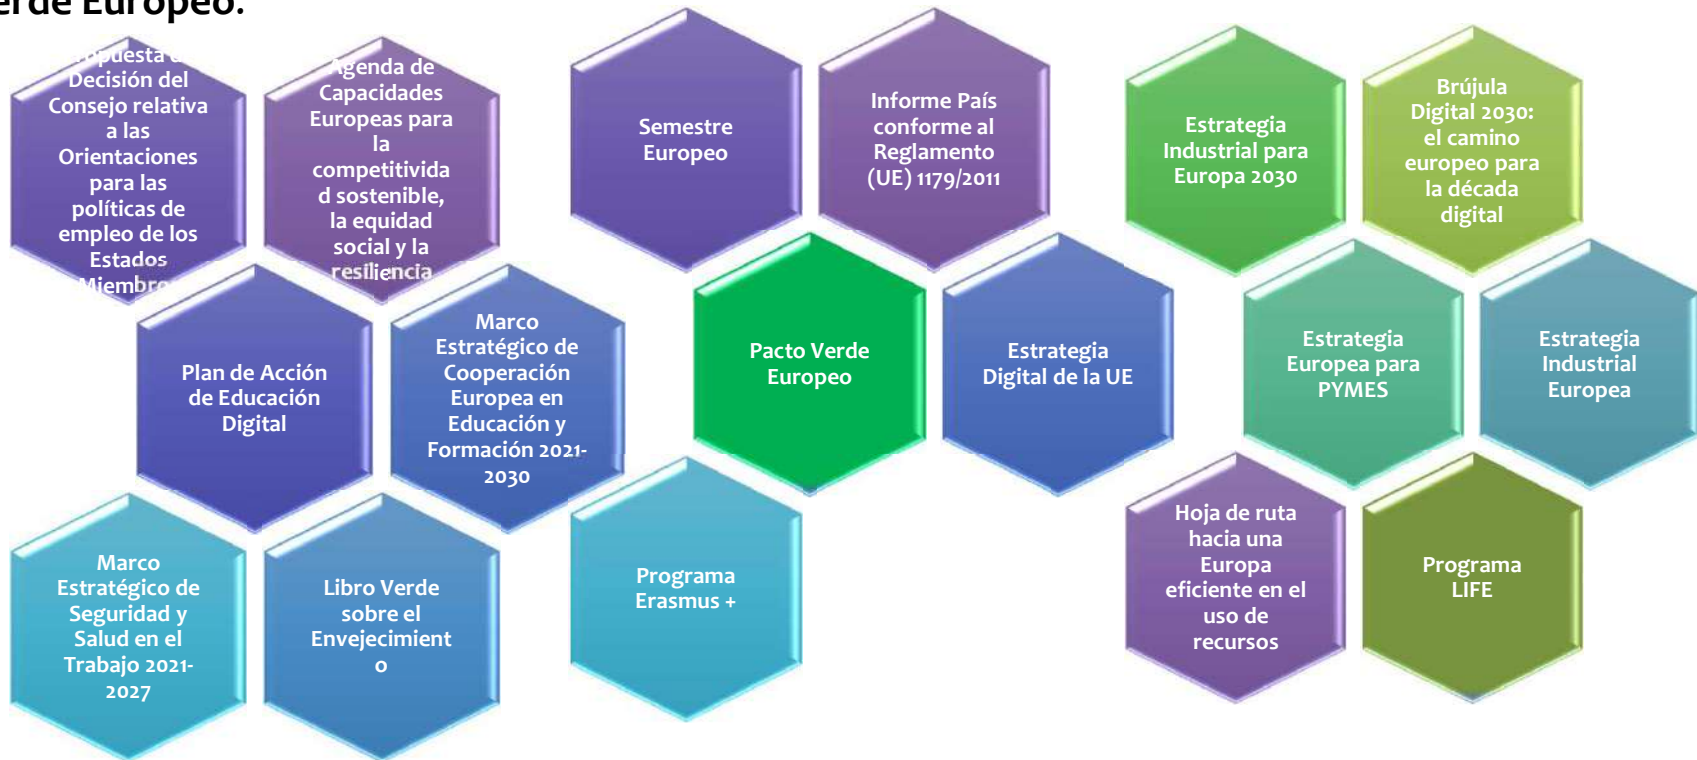 erde Europeo.
Propuesta de
Decisión del
Consejo relativa
a las
Orientaciones
para las
políticas de
empleo de los
Estados
Miembros
Agenda de
Capacidades
Europeas para
la
competitivida
d sostenible,
la equidad
social y la
resiliencia
Plan de Acción
de Educación
Digital
Marco
Estratégico de
Cooperación
Europea en
Educación y
Formación 2021-
2030
Marco
Estratégico de
Seguridad y
Salud en el
Trabajo 2021-
2027
Libro Verde
sobre el
Envejecimient
o
Semestre
Europeo
Informe País
conforme al
Reglamento
(UE) 1179/2011
Pacto Verde
Europeo
Estrategia
Digital de la UE
Programa
Erasmus +
Estrategia
Industrial para
Europa 2030
Brújula
Digital 2030:
el camino
europeo para
la década
digital
Estrategia
Europea para
PYMES
Estrategia
Industrial
Europea
Hoja de ruta
hacia una
Europa
eficiente en el
uso de
recursos
Programa
LIFE